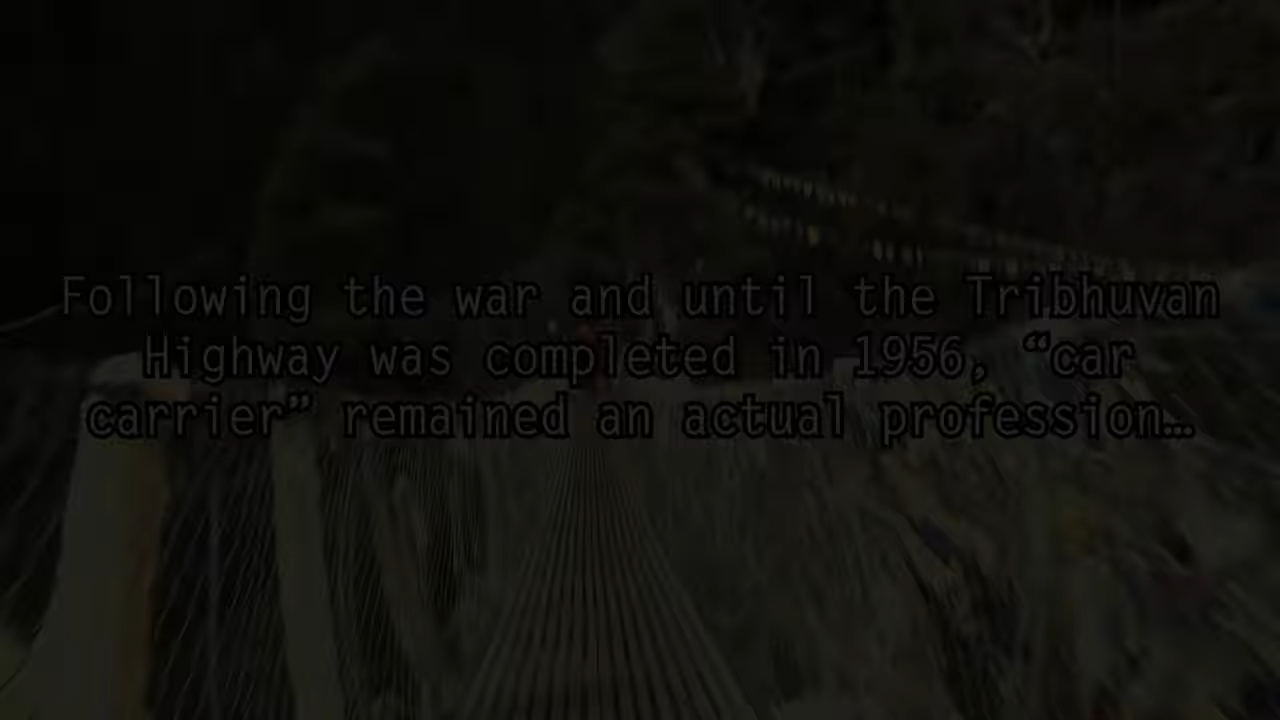 Following the war and until the Tribhuvan
Highway was completed in 1956, “car
carrier” remained an actual profession…